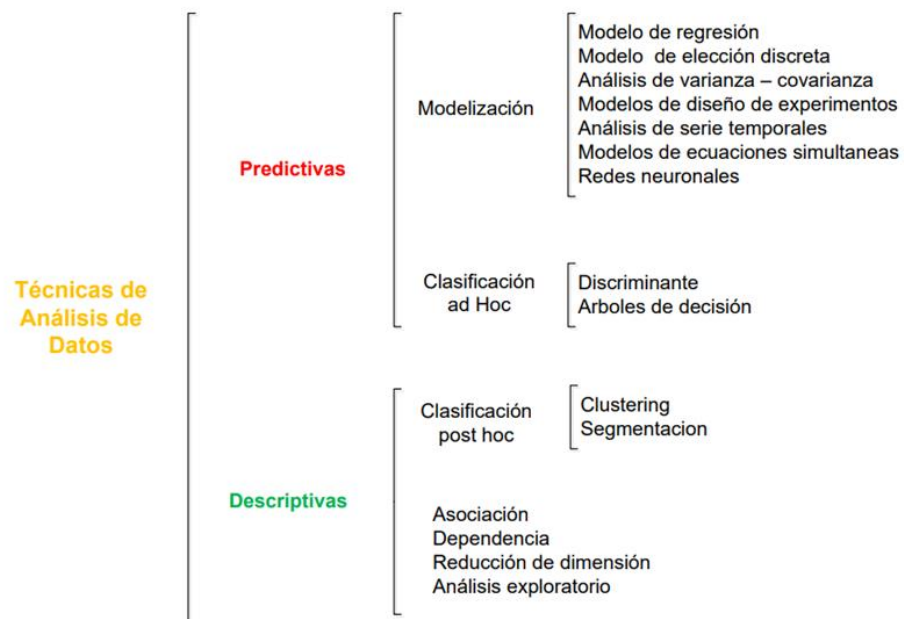 Técnicas de
Análisis de
Datos
Predictivas
Modelización
Modelo de regresión
Modelo de elección discreta
Análisis de varianza – covarianza
Modelos de diseño de experimentos
Análisis de serie temporales
Modelos de ecuaciones simultaneas
Redes neuronales
Clasificación
ad Hoc
Discriminante
Arboles de decisión
Descriptivas
Clasificación
post hoc
Clustering
Segmentacion
Asociación
Dependencia
Reducción de dimensión
Análisis exploratorio